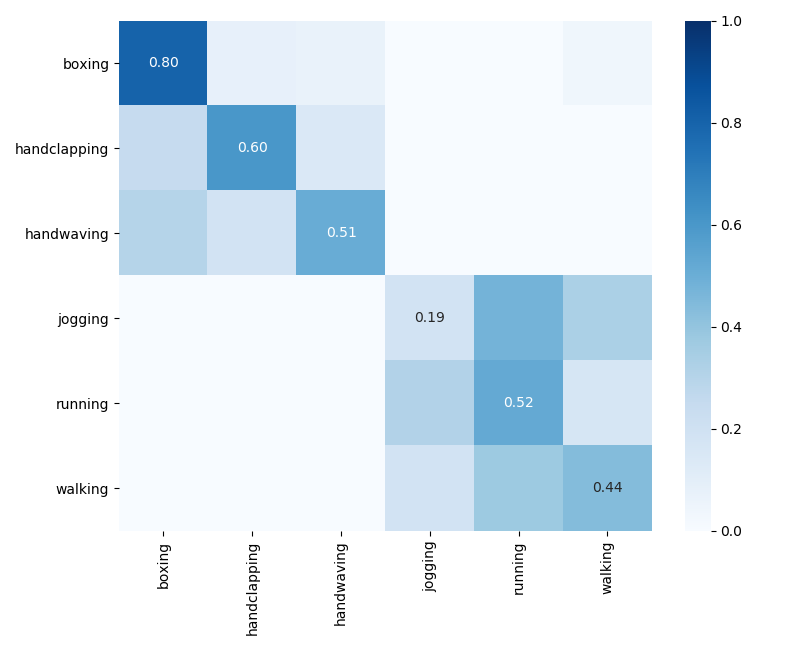 boxing
handclapping
handwaving
jogging
running
walking
0.80
0.60
0.51
0.19
0.52
0.44
boxing
handclapping
handwaving
jogging
running
walking
1.0
0.8
0.6
0.4
0.2
0.0